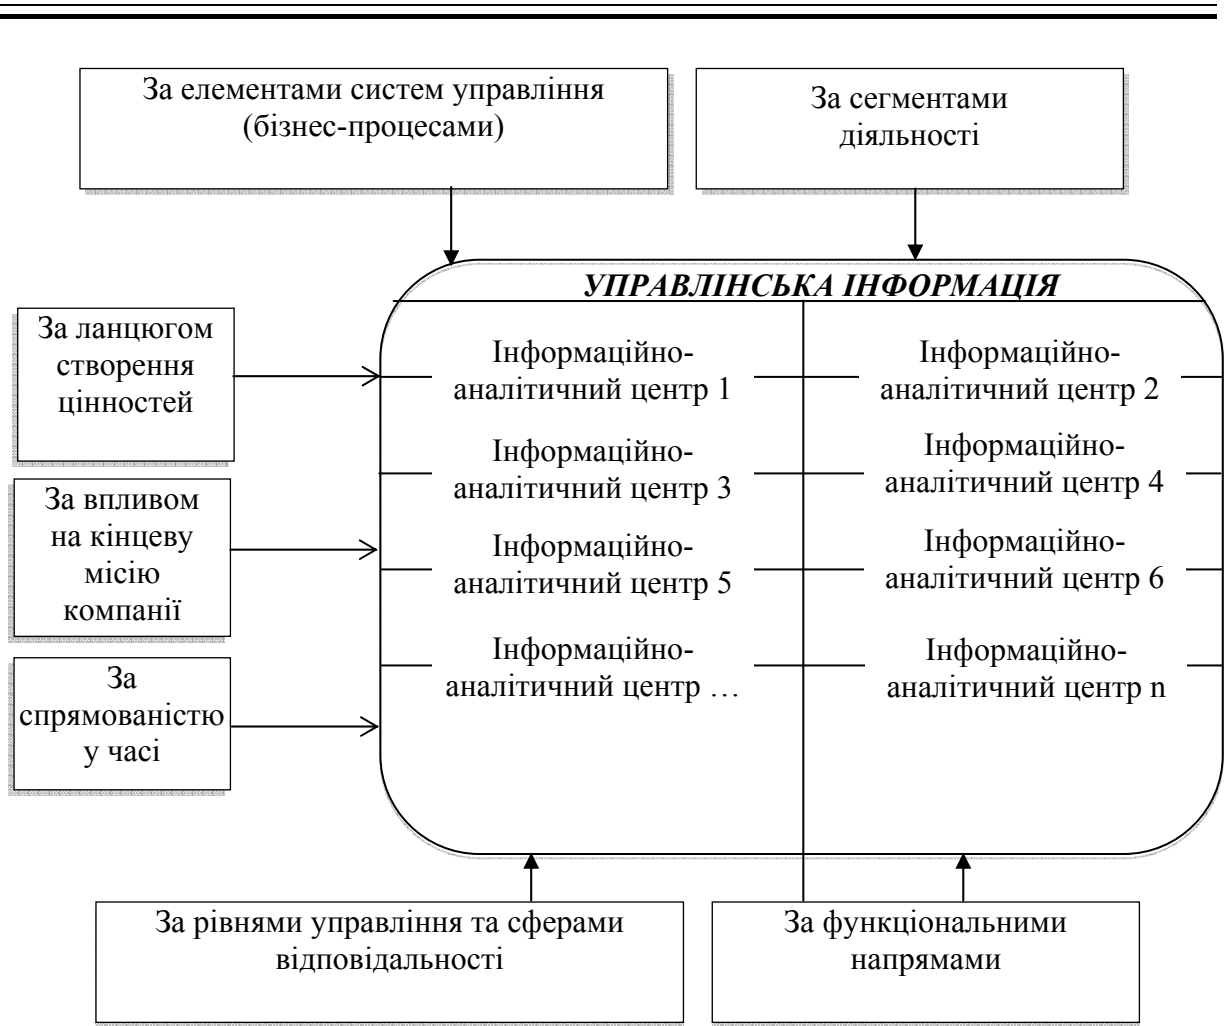 За елементами систем управління
(бізнес-процесами)
За сегментами
діяльності
УПРАВЛІНСЬКА ІНФОРМАЦІЯ
За ланцюгом
створення
цінностей
За впливом
на кінцеву
місію
компанії
За
спрямованістю
у часі
Інформаційно-
аналітичний центр 1
Інформаційно-
аналітичний центр 2
Інформаційно-
аналітичний центр 3
Інформаційно-
аналітичний центр 4
Інформаційно-
аналітичний центр 5
Інформаційно-
аналітичний центр 6
Інформаційно-
аналітичний центр …
Інформаційно-
аналітичний центр n
За рівнями управління та сферами
відповідальності
За функціональними
напрямами